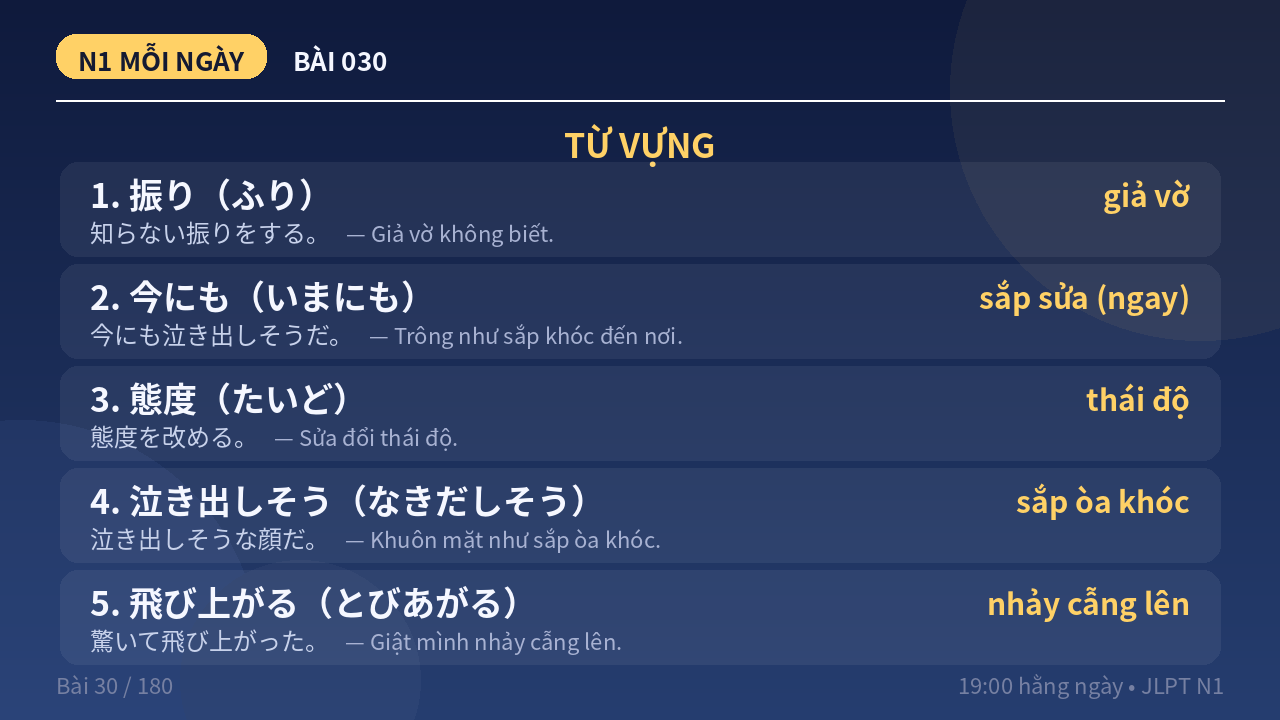 N1 MỖI NGÀY BÀI 030
TỪ VỰNG
1. 振り（ふり） giả vờ
知らない振りをする。 — Giả vờ không biết.
2. 今にも（いまにも） sắp sửa (ngay)
今にも泣き出しそうだ。 — Trông như sắp khóc đến nơi.
3. 態度（たいど） thái độ
態度を改める。 — Sửa đổi thái độ.
4. 泣き出しそう（なきだしそう） sắp òa khóc
泣き出しそうな顔だ。 — Khuôn mặt như sắp òa khóc.
5. 飛び上がる（とびあがる） nhảy cẫng lên
驚いて飛び上がった。 — Giật mình nhảy cẫng lên.
Bài 30 / 180 19:00 hằng ngày • JLPT N1